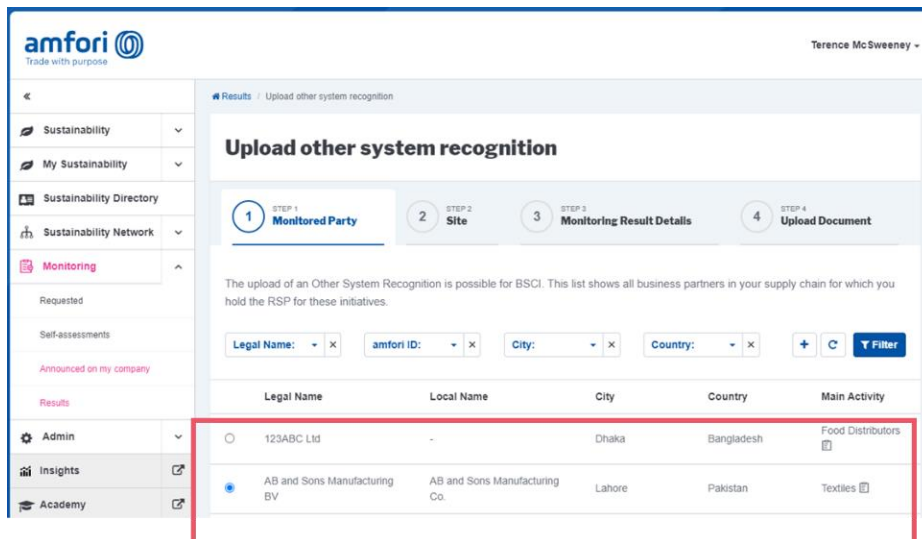 amfori
Trade with purpose
Terence McSweeney
«
Results / Upload other system recognition
Sustainability
My Sustainability
Sustainability Directory
Sustainability Network
Monitoring
Requested
Self-assessments
Announced on my company
Results
Admin
Insights
Academy
Upload other system recognition
1 STEP 1 Monitored Party
2 STEP 2 Site
3 STEP 3 Monitoring Result Details
4 STEP 4 Upload Document
The upload of an Other System Recognition is possible for BSCI. This list shows all business partners in your supply chain for which you
hold the RSP for these initiatives.
Legal Name: × amfori ID: × City: × Country: × + Filter
Legal Name Local Name City Country Main Activity
123ABC Ltd - Dhaka Bangladesh Food Distributors
AB and Sons Manufacturing BV AB and Sons Manufacturing Co. Lahore Pakistan Textiles